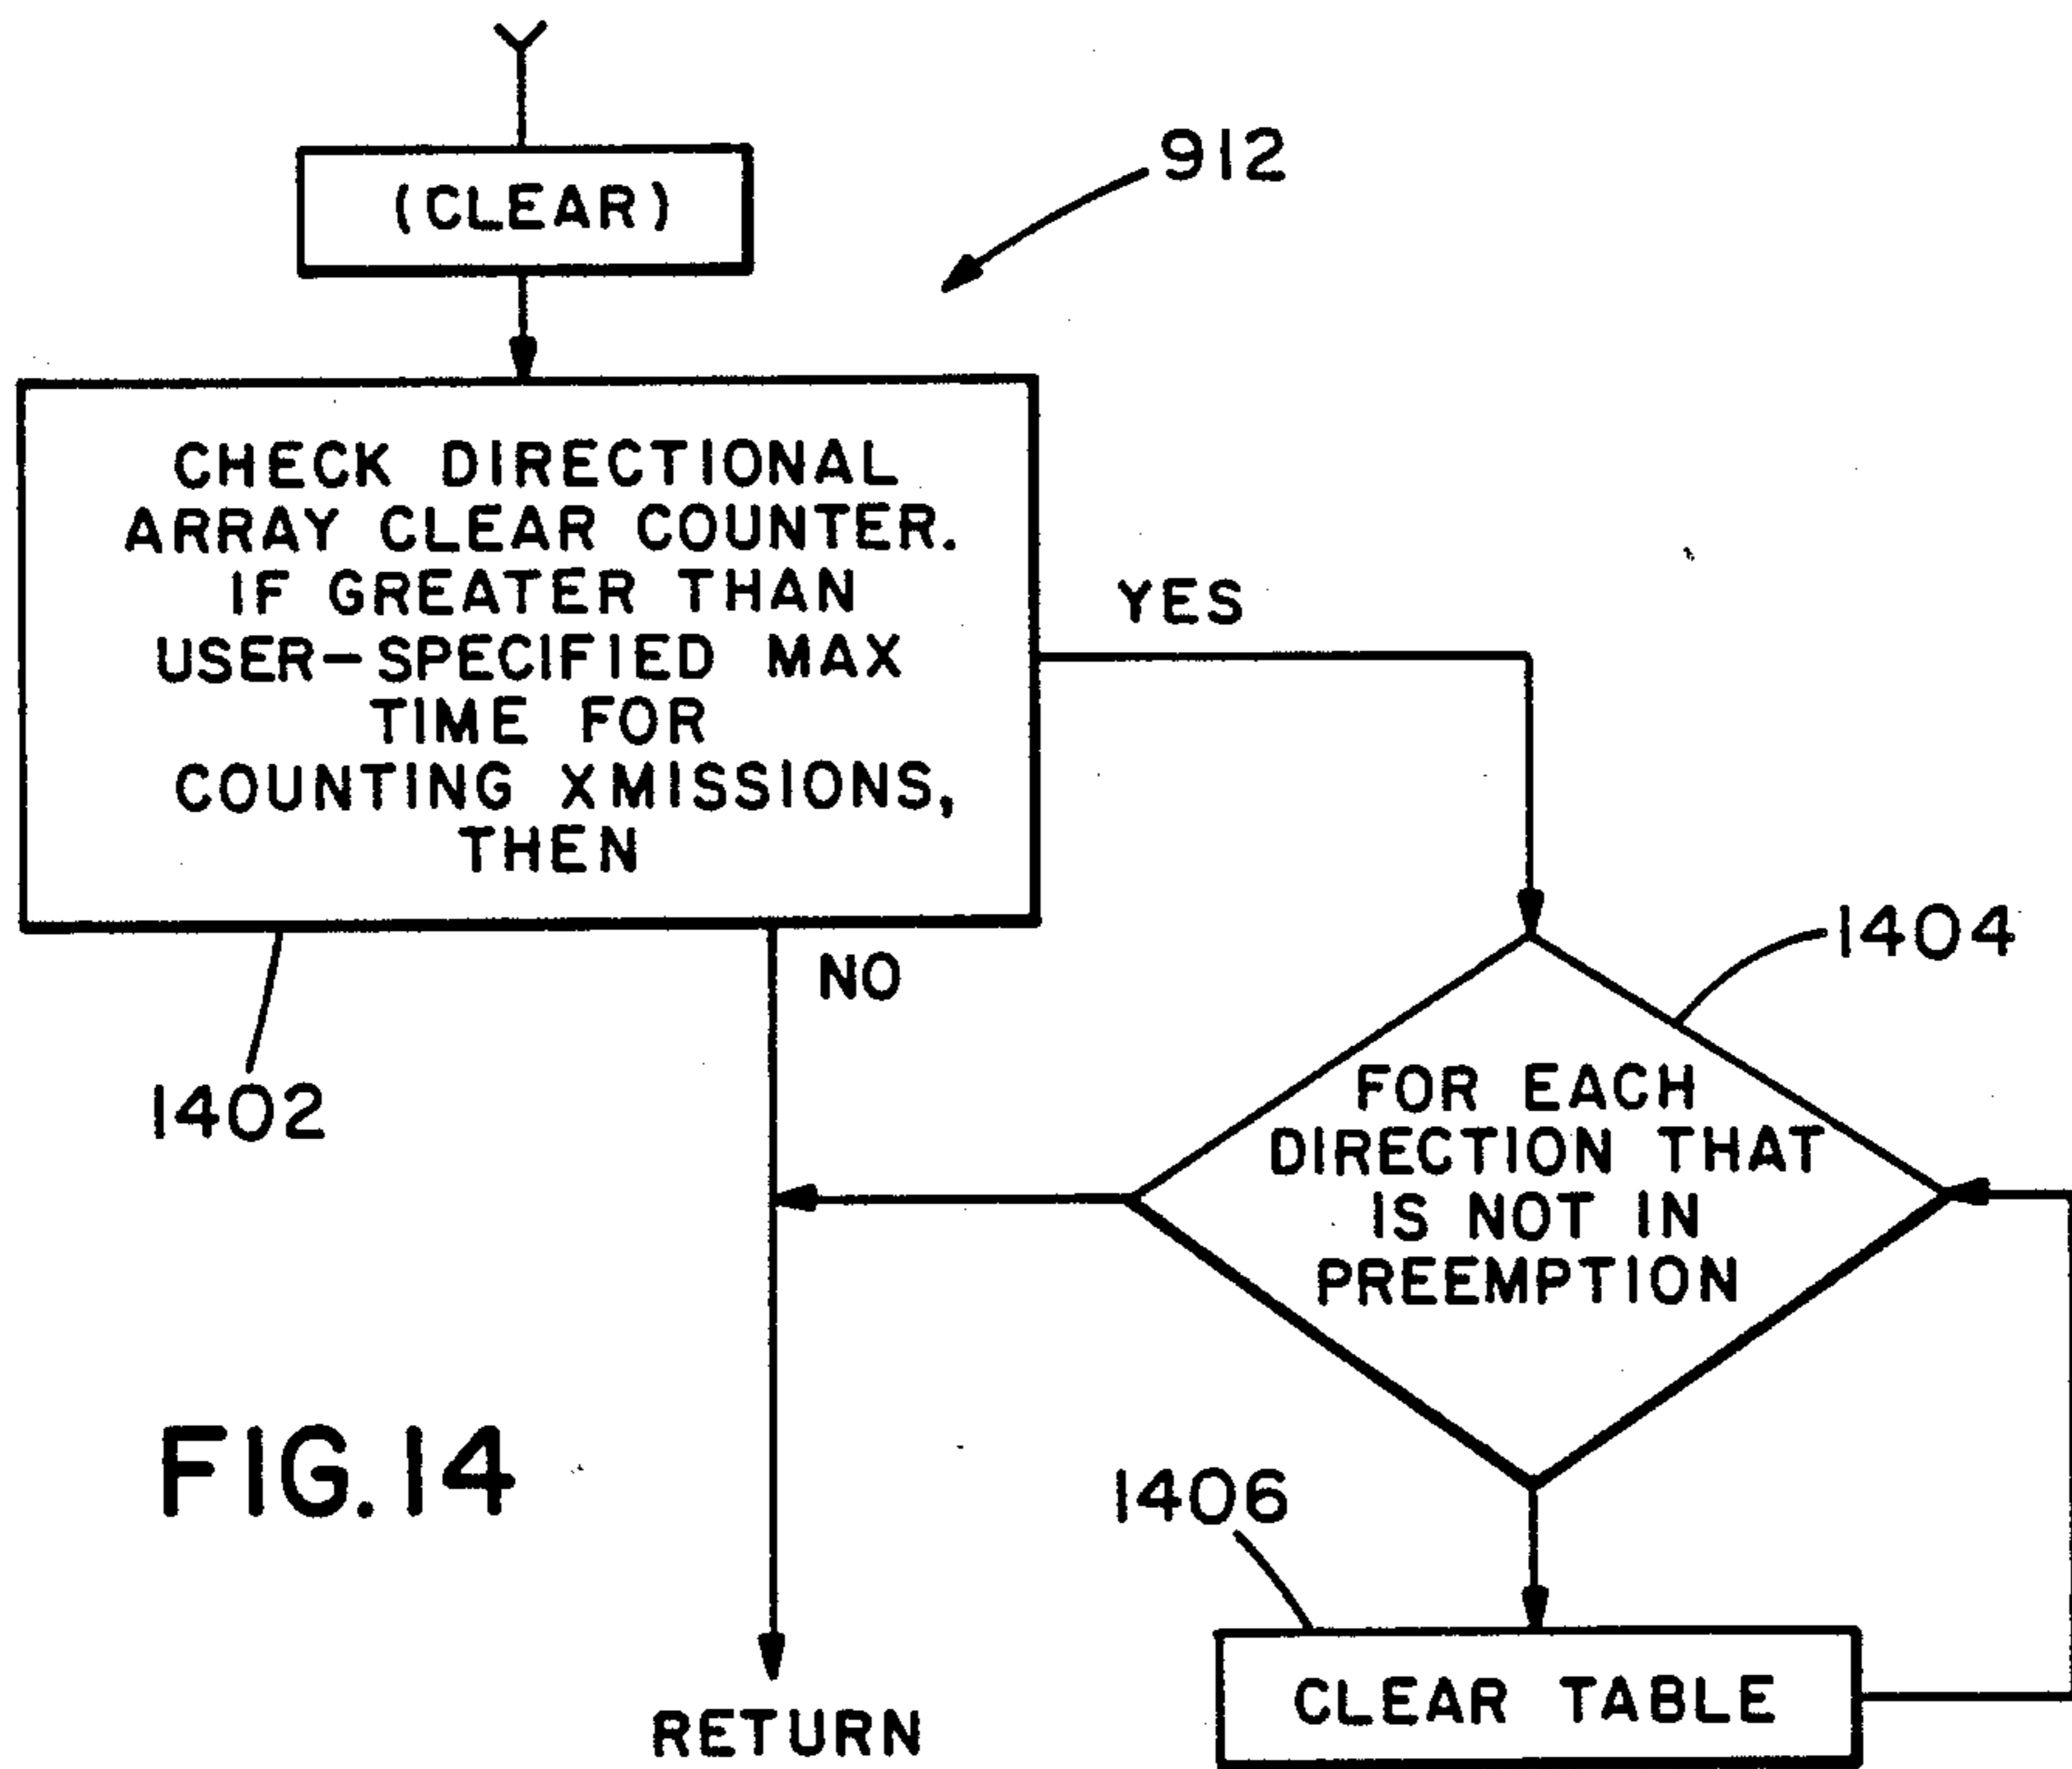 (CLEAR)
912
CHECK DIRECTIONAL
ARRAY CLEAR COUNTER.
IF GREATER THAN
USER-SPECIFIED MAX
TIME FOR
COUNTING XMISSIONS,
THEN
YES
NO
1402
1404
FOR EACH
DIRECTION THAT
IS NOT IN
PREEMPTION
1406
CLEAR TABLE
RETURN
FIG.14